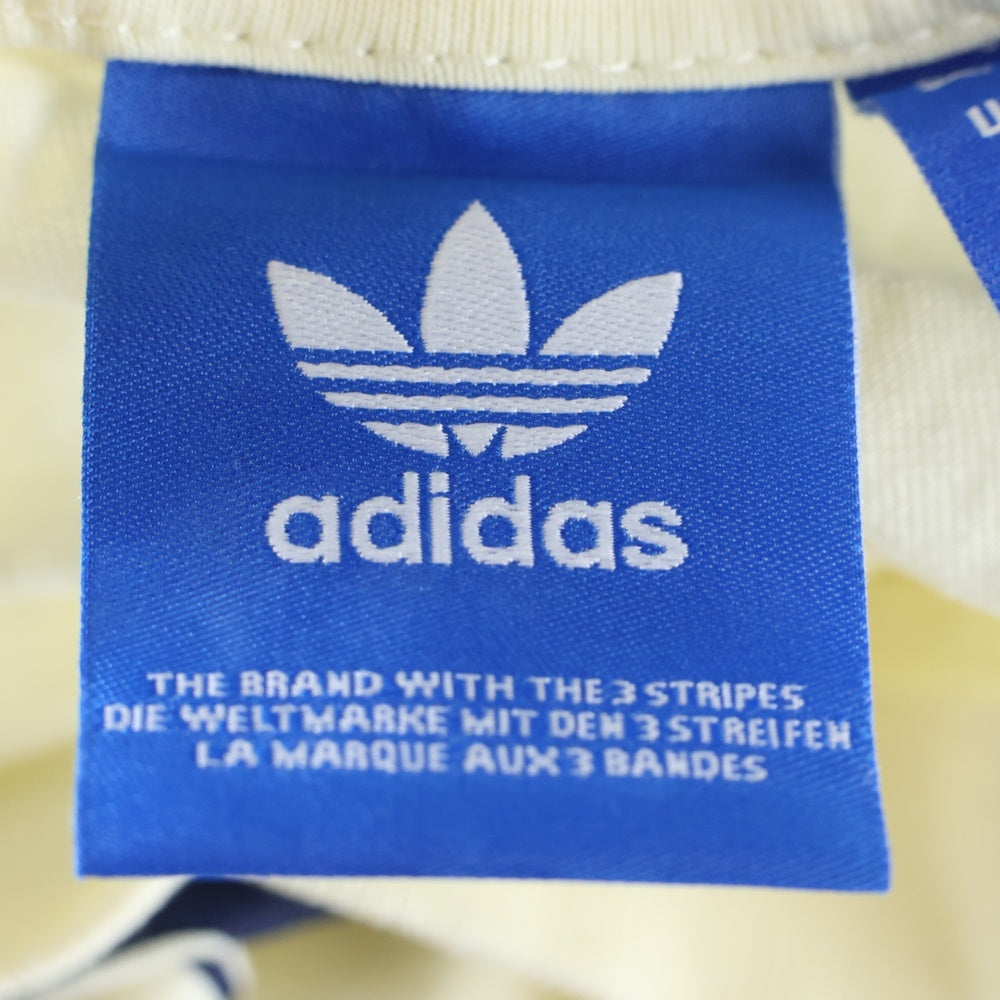 adidas
THE BRAND WITH THE 3 STRIPES
DIE WELTMARKE MIT DEN 3 STREIFEN
LA MARQUE AUX 3 BANDES